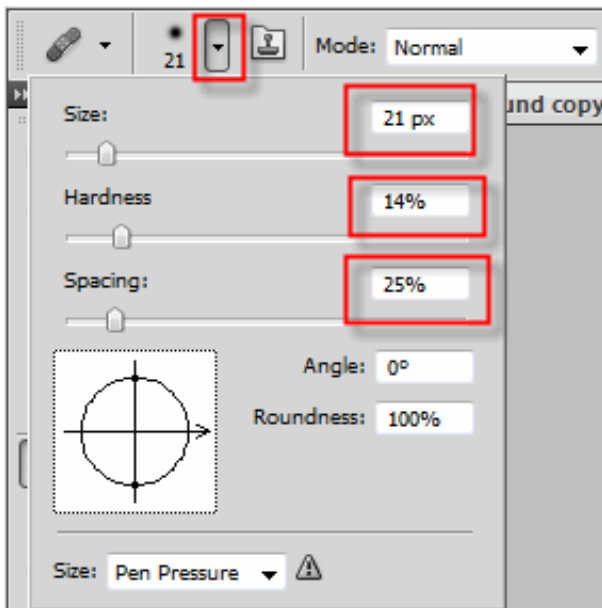 21 Mode: Normal
und copy
Size: 21 px
Hardness 14%
Spacing: 25%
Angle: 0°
Roundness: 100%
Size: Pen Pressure